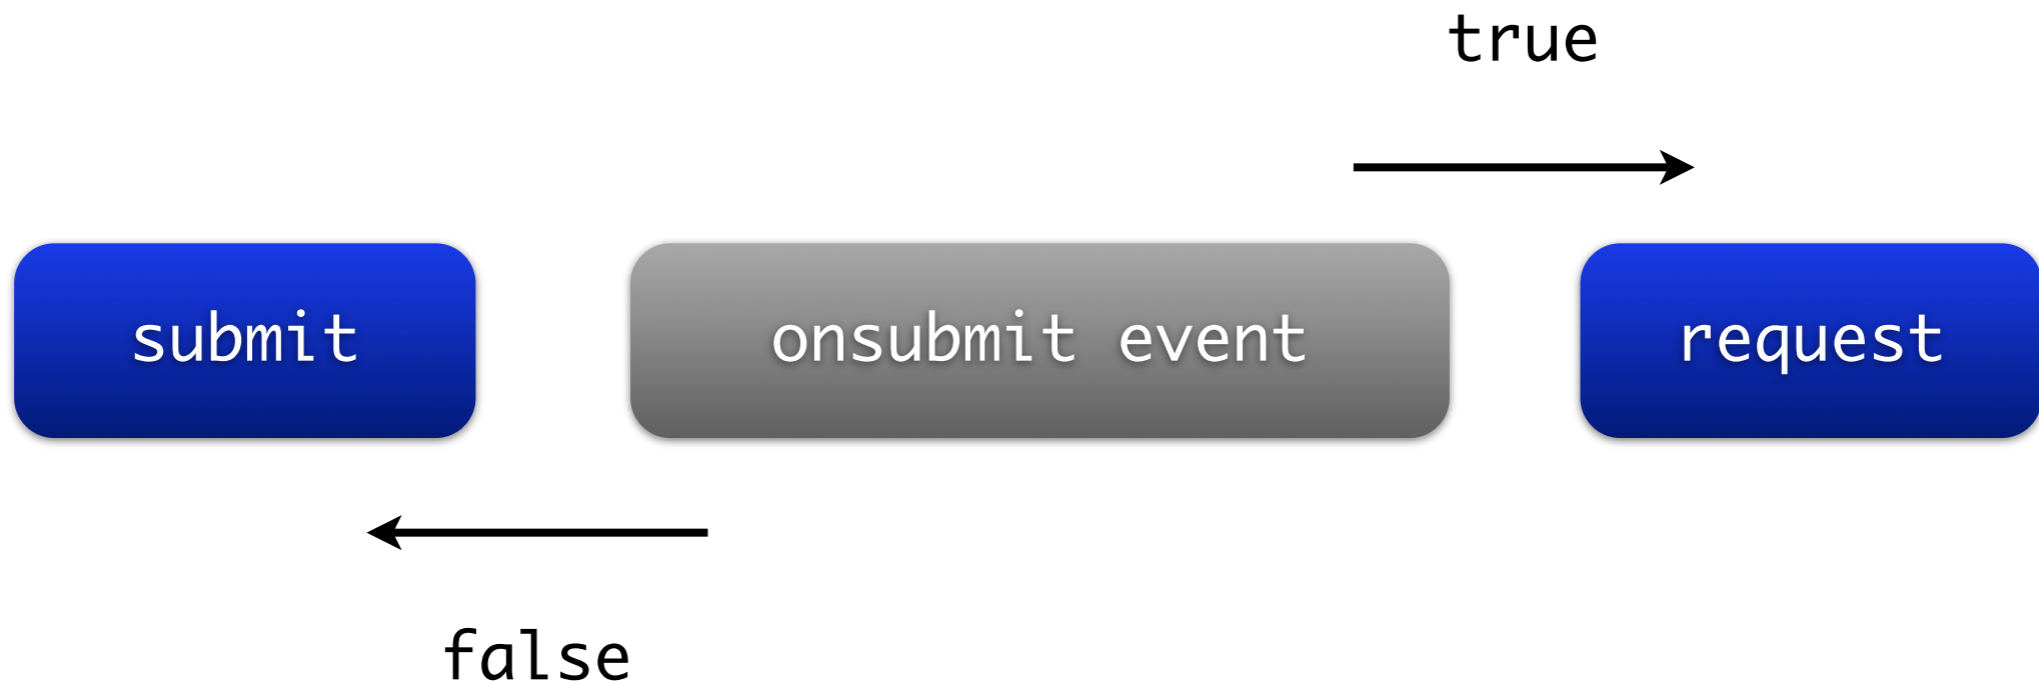 true
submit
onsubmit event
request
false